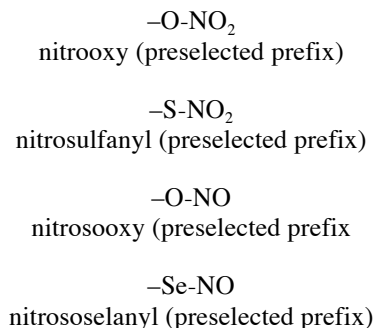 –O-NO₂
nitrooxy (preselected prefix)
–S-NO₂
nitrosulfanyl (preselected prefix)
–O-NO
nitrosooxy (preselected prefix
–Se-NO
nitrososelanyl (preselected prefix)